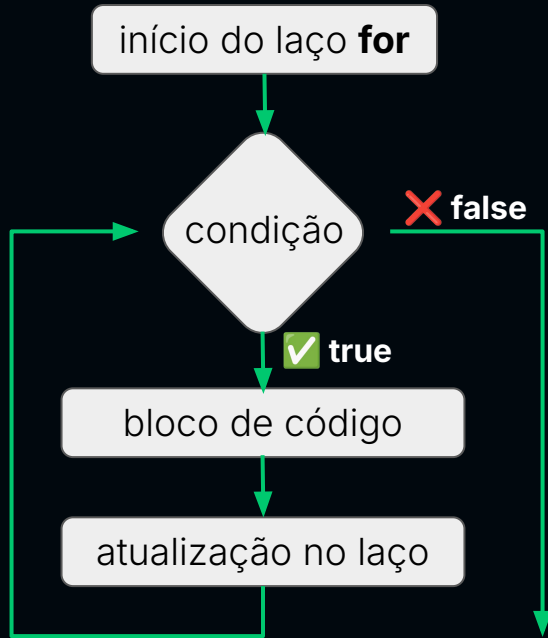 início do laço for
condição
❌ false
✅ true
bloco de código
atualização no laço